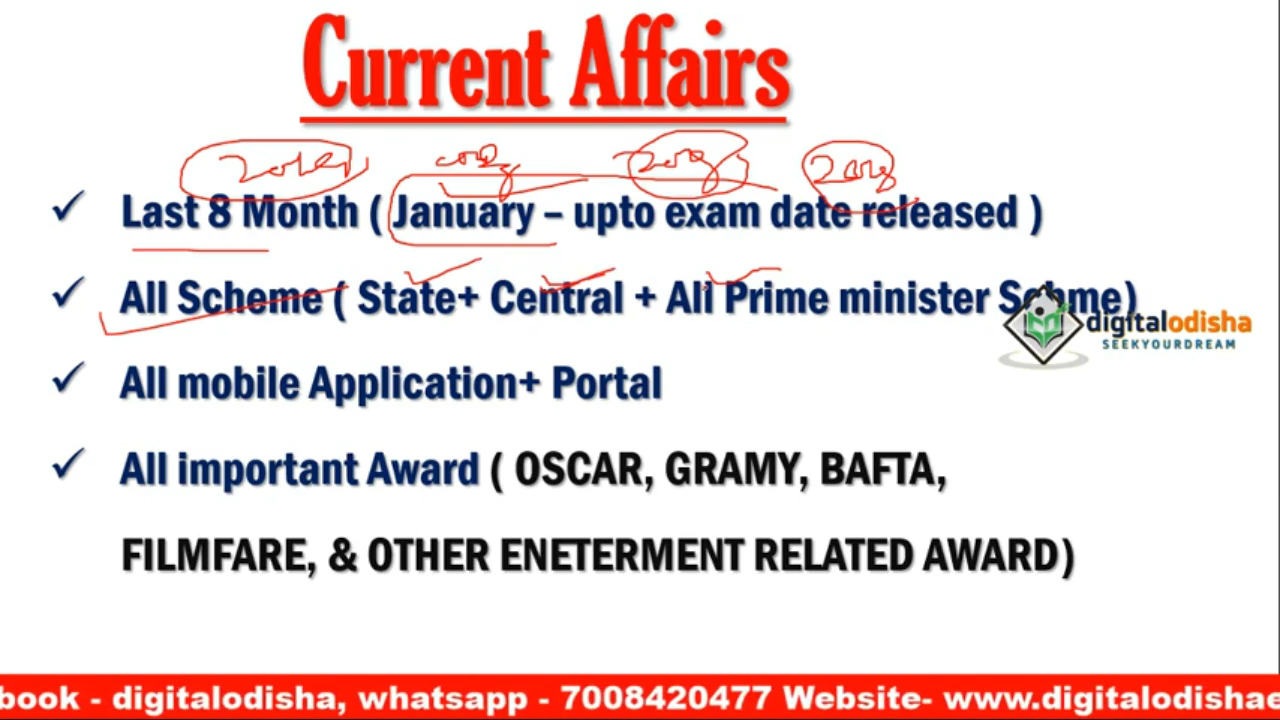 Current Affairs
✓ Last 8 Month ( January – upto exam date released )
✓ All Scheme ( State+ Central + All Prime minister Schme)
digitalodisha
SEEKYOURDREAM
✓ All mobile Application+ Portal
✓ All important Award ( OSCAR, GRAMY, BAFTA,
FILMFARE, & OTHER ENETERMENT RELATED AWARD)
book - digitalodisha, whatsapp - 7008420477 Website- www.digitalodishae